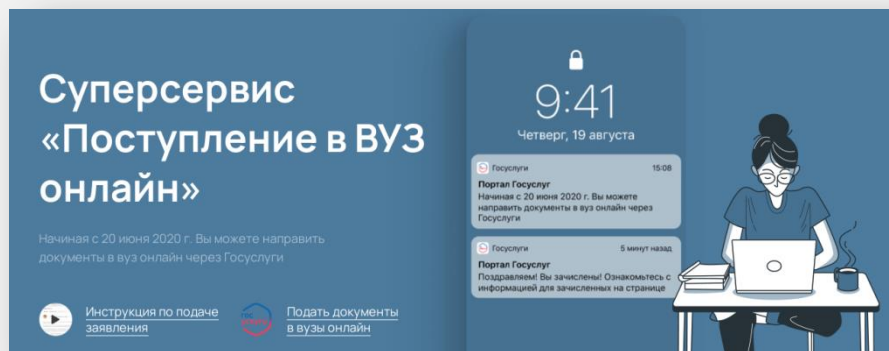 Суперсервис
«Поступление в ВУЗ
онлайн»
Начиная с 20 июня 2020 г. Вы можете направить
документы в вуз онлайн через Госуслуги
Инструкция по подаче
заявления
гос
услуги
Подать документы
в вузы онлайн
9:41
Четверг, 19 августа
Госуслуги 15:08
Портал Госуслуг
Начиная с 20 июня 2020 г. Вы можете
направить документы в вуз онлайн через
Госуслуги
Госуслуги 5 минут назад
Портал Госуслуг
Поздравляем! Вы зачислены! Ознакомьтесь с
информацией для зачисленных на странице